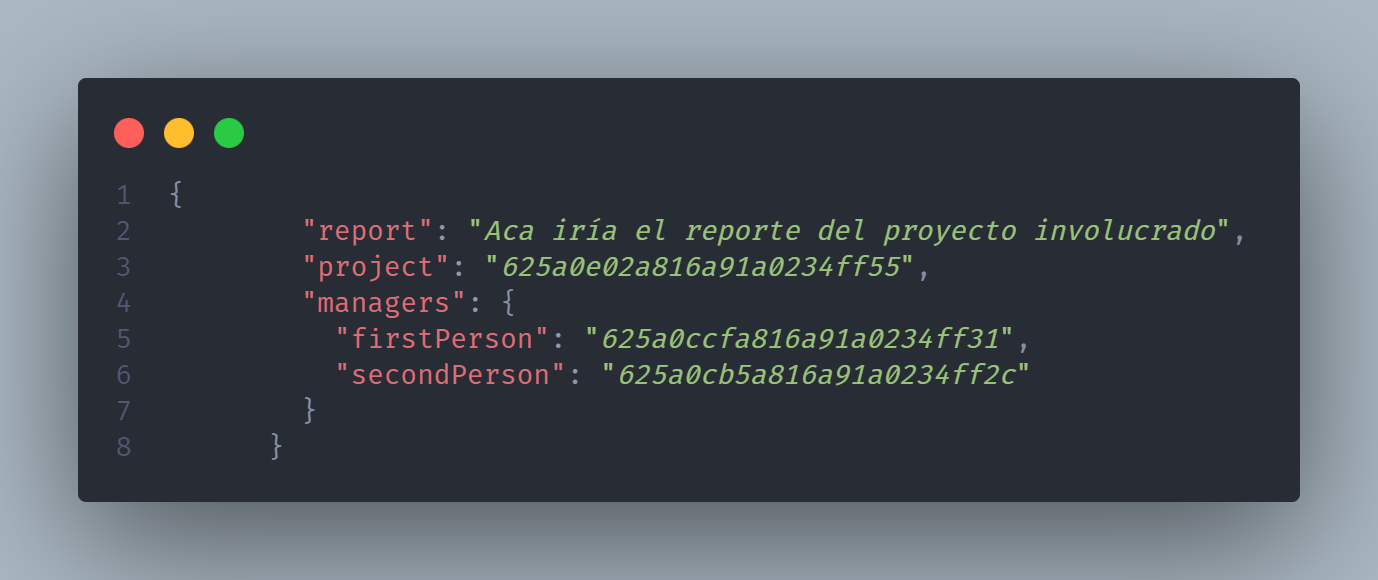 1 {
2 "report": "Aca iría el reporte del proyecto involucrado",
3 "project": "625a0e02a816a91a0234ff55",
4 "managers": {
5 "firstPerson": "625a0ccfa816a91a0234ff31",
6 "secondPerson": "625a0cb5a816a91a0234ff2c"
7 }
8 }